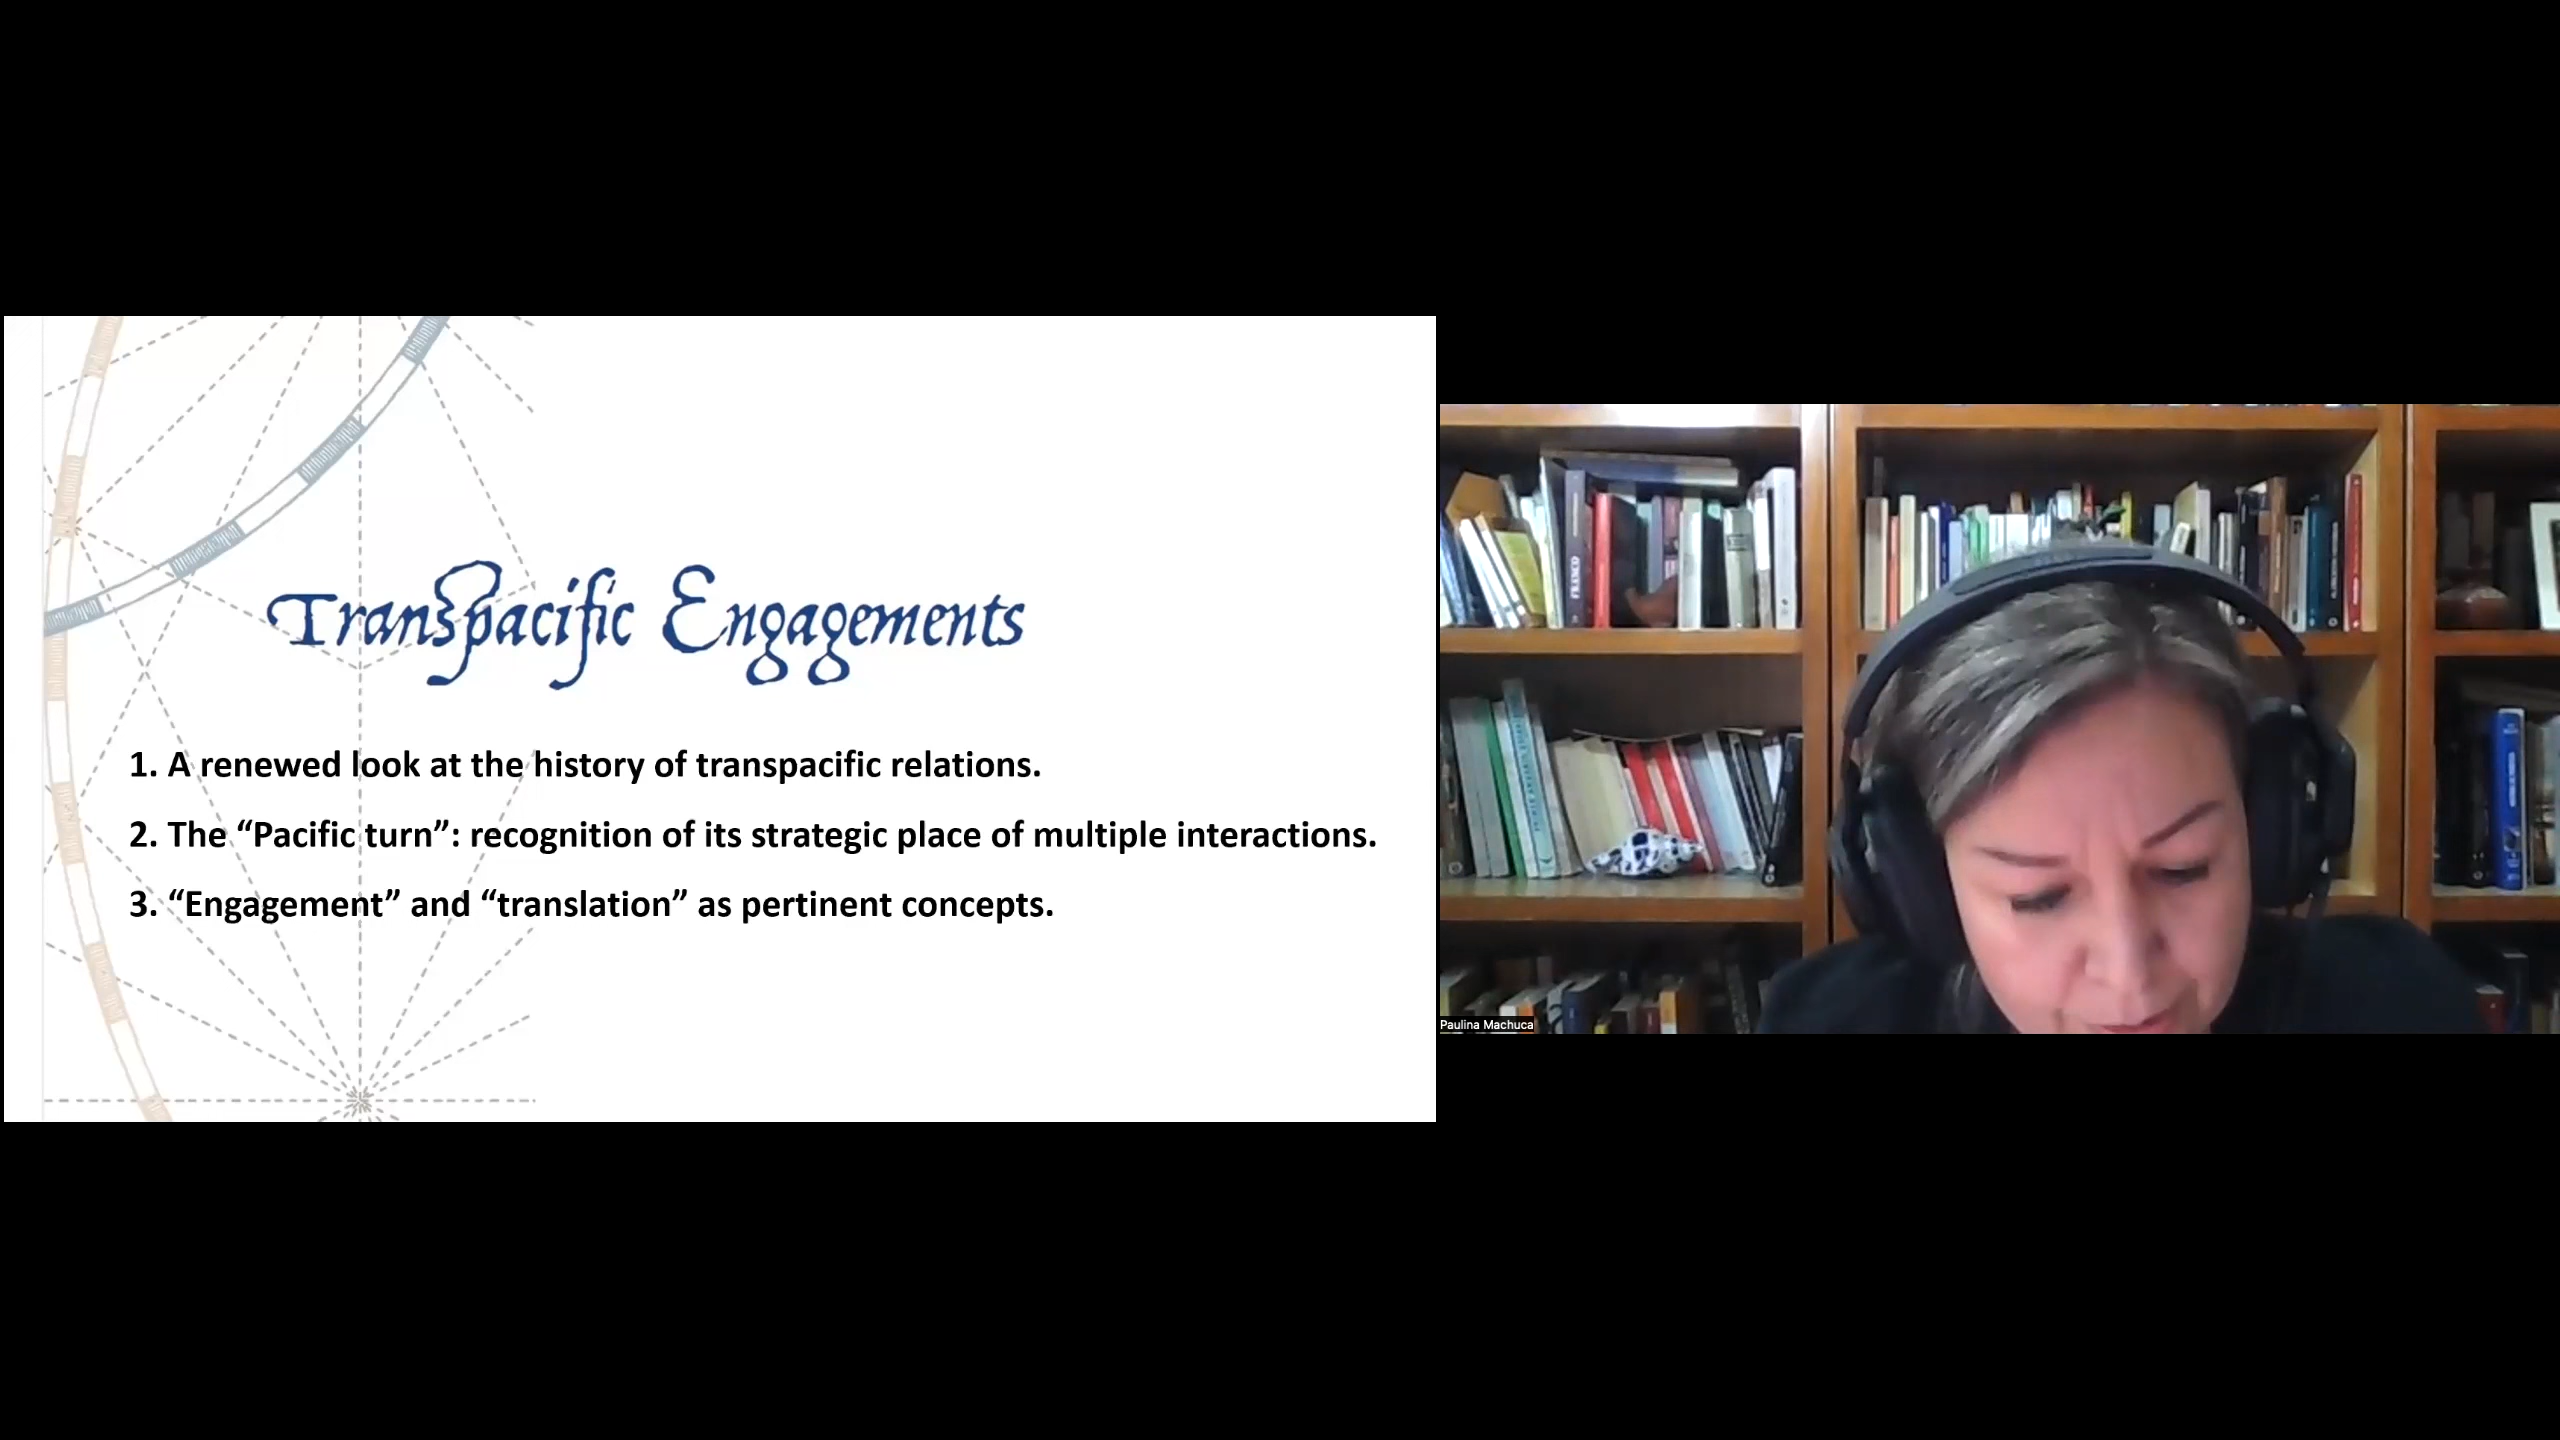 Transpacific Engagements
1. A renewed look at the history of transpacific relations.
2. The “Pacific turn”: recognition of its strategic place of multiple interactions.
3. “Engagement” and “translation” as pertinent concepts.
FRANCO
Paulina Machuca